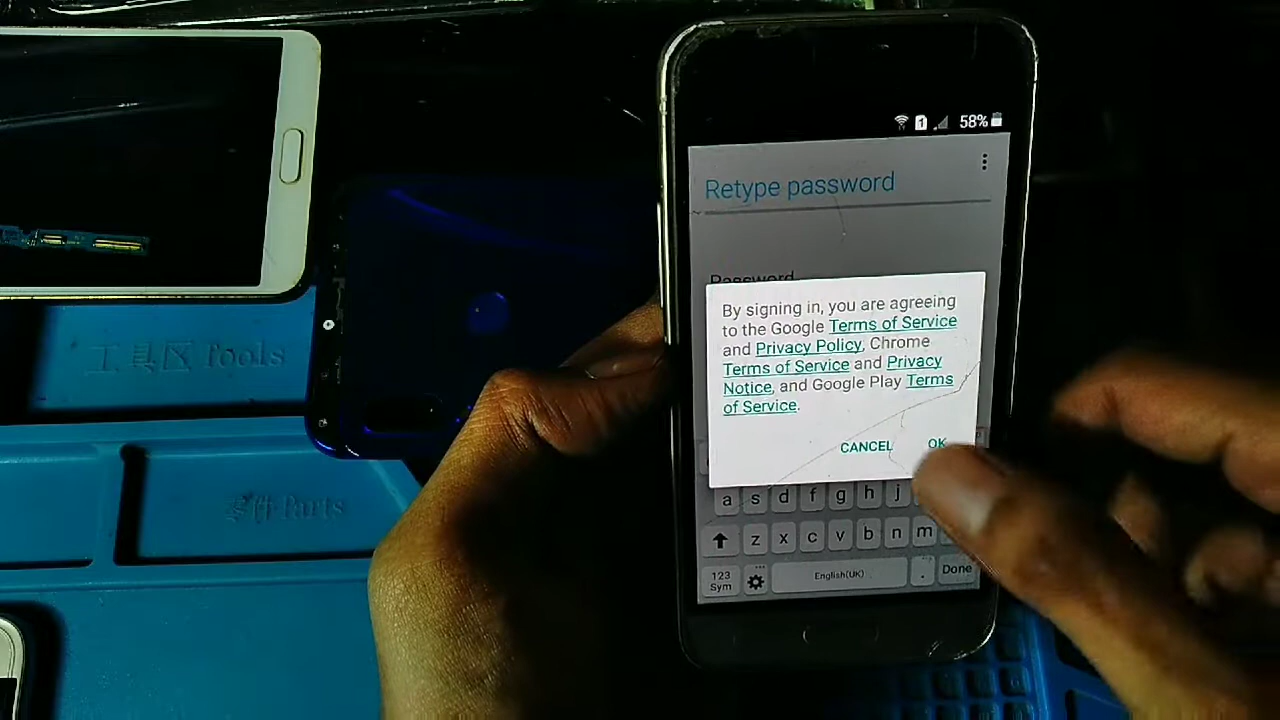 58%
Retype password
Password
By signing in, you are agreeing
to the Google Terms of Service
and Privacy Policy, Chrome
Terms of Service and Privacy
Notice, and Google Play Terms
of Service.
CANCEL OK
a s d f g h j
z x c v b n m
123
Sym
English(UK)
.
Done
工具区 Tools
零件 Parts